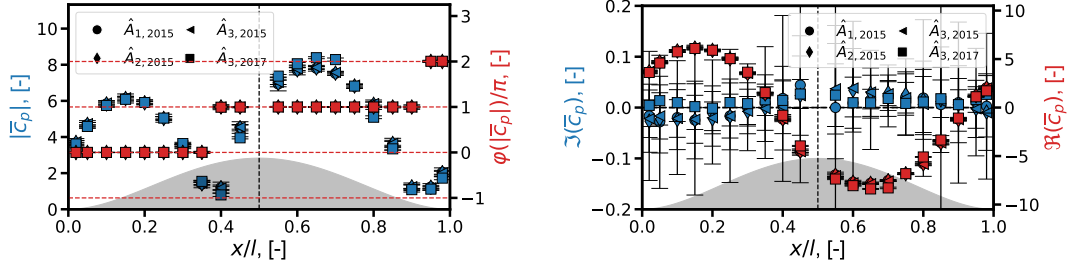 10
8
6
4
2
0
|c̅ₚ|, [-]
Â₁, ₂₀₁₅
Â₂, ₂₀₁₅
Â₃, ₂₀₁₅
Â₃, ₂₀₁₇
3
2
1
0
−1
φ(|c̅ₚ|)/π, [-]
0.0 0.2 0.4 0.6 0.8 1.0
x/l, [-]
0.2
0.1
0.0
−0.1
−0.2
ℑ(c̅ₚ), [-]
Â₁, ₂₀₁₅
Â₂, ₂₀₁₅
Â₃, ₂₀₁₅
Â₃, ₂₀₁₇
10
5
0
−5
−10
ℜ(c̅ₚ), [-]
0.0 0.2 0.4 0.6 0.8 1.0
x/l, [-]